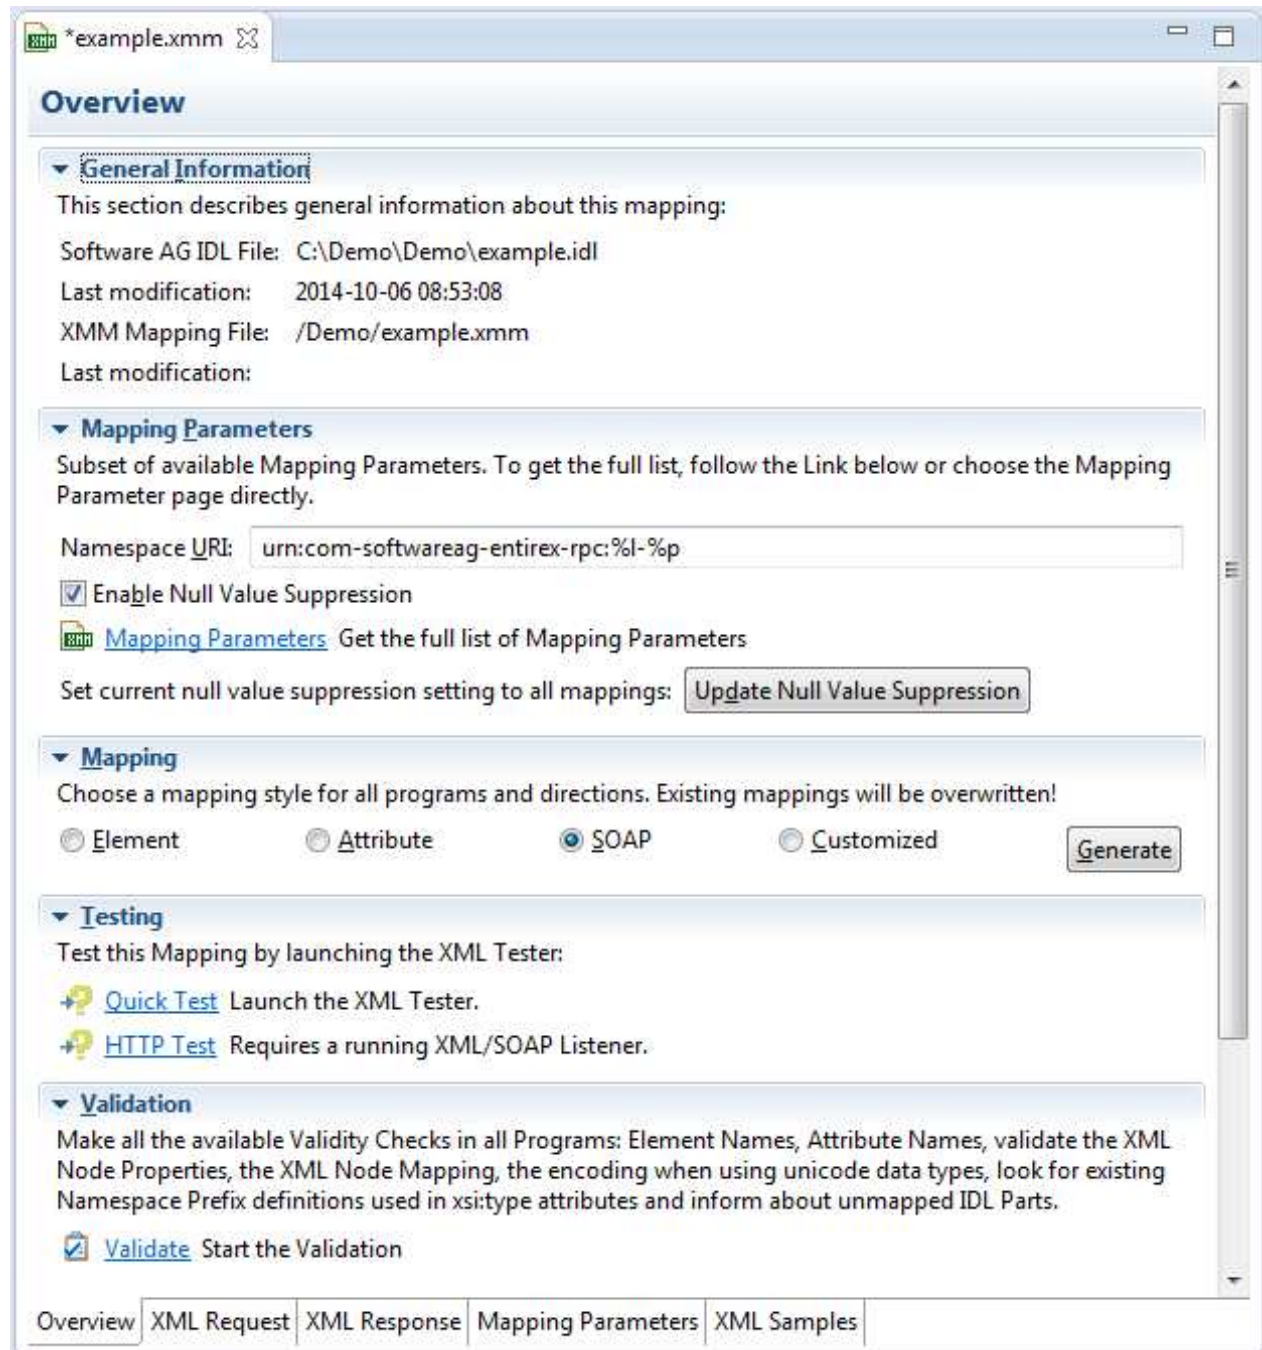 *example.xmm
Overview
General Information
This section describes general information about this mapping:
Software AG IDL File: C:\Demo\Demo\example.idl
Last modification: 2014-10-06 08:53:08
XMM Mapping File: /Demo/example.xmm
Last modification:
Mapping Parameters
Subset of available Mapping Parameters. To get the full list, follow the Link below or choose the Mapping
Parameter page directly.
Namespace URI: urn:com-softwareag-entirex-rpc:%l-%p
Enable Null Value Suppression
Mapping Parameters Get the full list of Mapping Parameters
Set current null value suppression setting to all mappings: Update Null Value Suppression
Mapping
Choose a mapping style for all programs and directions. Existing mappings will be overwritten!
Element Attribute SOAP Customized Generate
Testing
Test this Mapping by launching the XML Tester:
Quick Test Launch the XML Tester.
HTTP Test Requires a running XML/SOAP Listener.
Validation
Make all the available Validity Checks in all Programs: Element Names, Attribute Names, validate the XML
Node Properties, the XML Node Mapping, the encoding when using unicode data types, look for existing
Namespace Prefix definitions used in xsi:type attributes and inform about unmapped IDL Parts.
Validate Start the Validation
Overview XML Request XML Response Mapping Parameters XML Samples